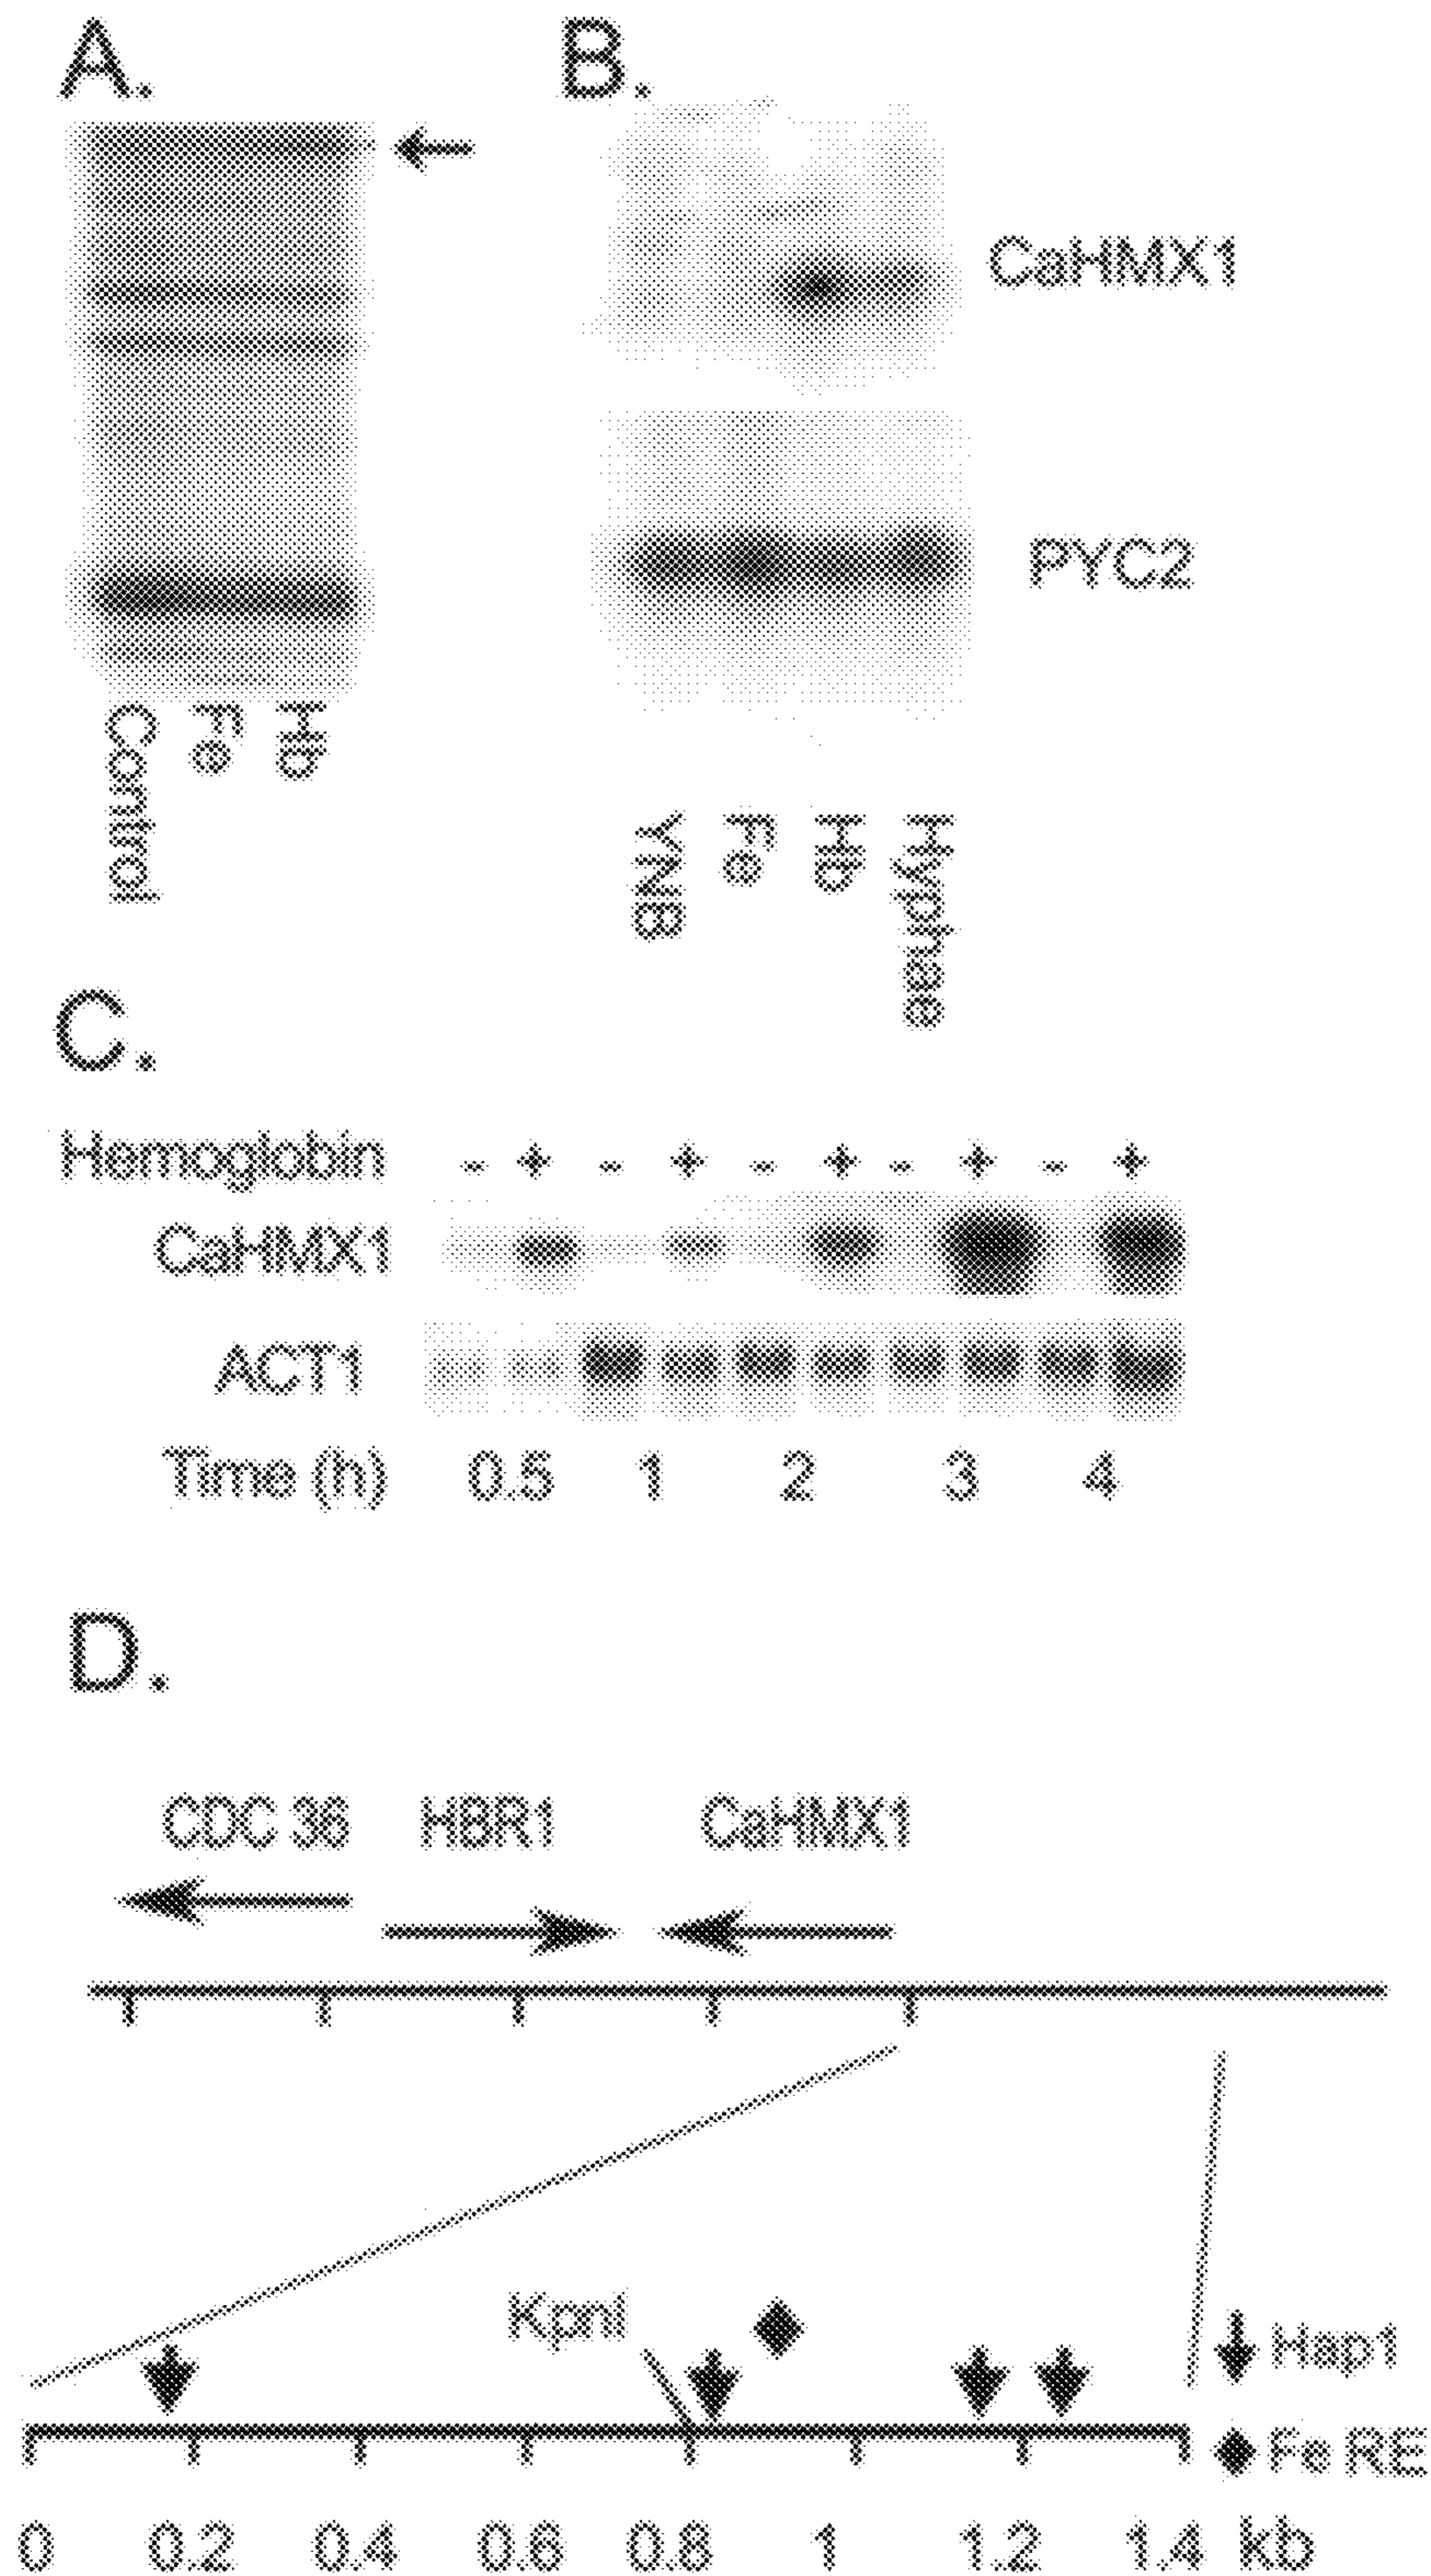 A.
B.
CaHMX1
PYC2
Control
Fe
Hb
YNB
Fe
Hb
Hyphae
C.
Hemoglobin - + - + - + - + - +
CaHMX1
ACT1
Time (h) 0.5 1 2 3 4
D.
CDC 36 HBR1 CaHMX1
KpnI
Hap1
Fe RE
0 0.2 0.4 0.6 0.8 1 1.2 1.4 kb